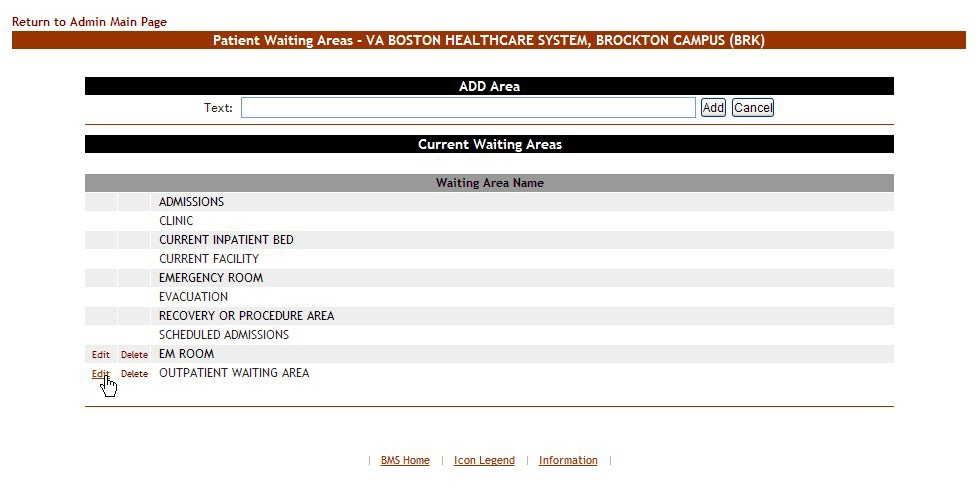 Return to Admin Main Page
Patient Waiting Areas - VA BOSTON HEALTHCARE SYSTEM, BROCKTON CAMPUS (BRK)
ADD Area
Text: Add Cancel
Current Waiting Areas
Waiting Area Name
ADMISSIONS
CLINIC
CURRENT INPATIENT BED
CURRENT FACILITY
EMERGENCY ROOM
EVACUATION
RECOVERY OR PROCEDURE AREA
SCHEDULED ADMISSIONS
Edit Delete EM ROOM
Edit Delete OUTPATIENT WAITING AREA
| BMS Home | Icon Legend | Information |